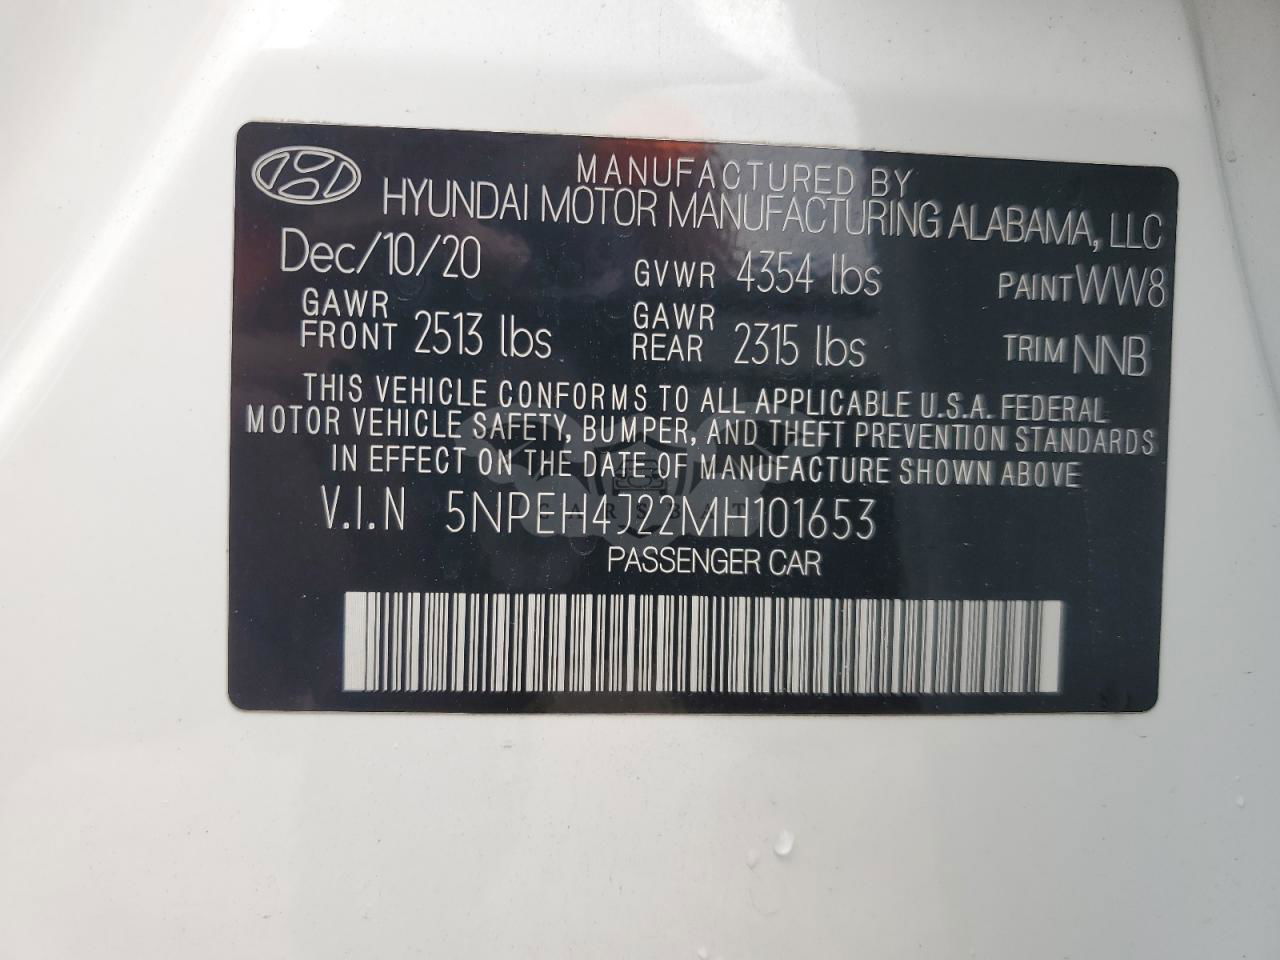 MANUFACTURED BY
HYUNDAI MOTOR MANUFACTURING ALABAMA, LLC
Dec/10/20 GVWR 4354 lbs PAINT WW8
GAWR FRONT 2513 lbs GAWR REAR 2315 lbs TRIM NNB
THIS VEHICLE CONFORMS TO ALL APPLICABLE U.S.A. FEDERAL
MOTOR VEHICLE SAFETY, BUMPER, AND THEFT PREVENTION STANDARDS
IN EFFECT ON THE DATE OF MANUFACTURE SHOWN ABOVE
V.I.N 5NPEH4J22MH101653
PASSENGER CAR